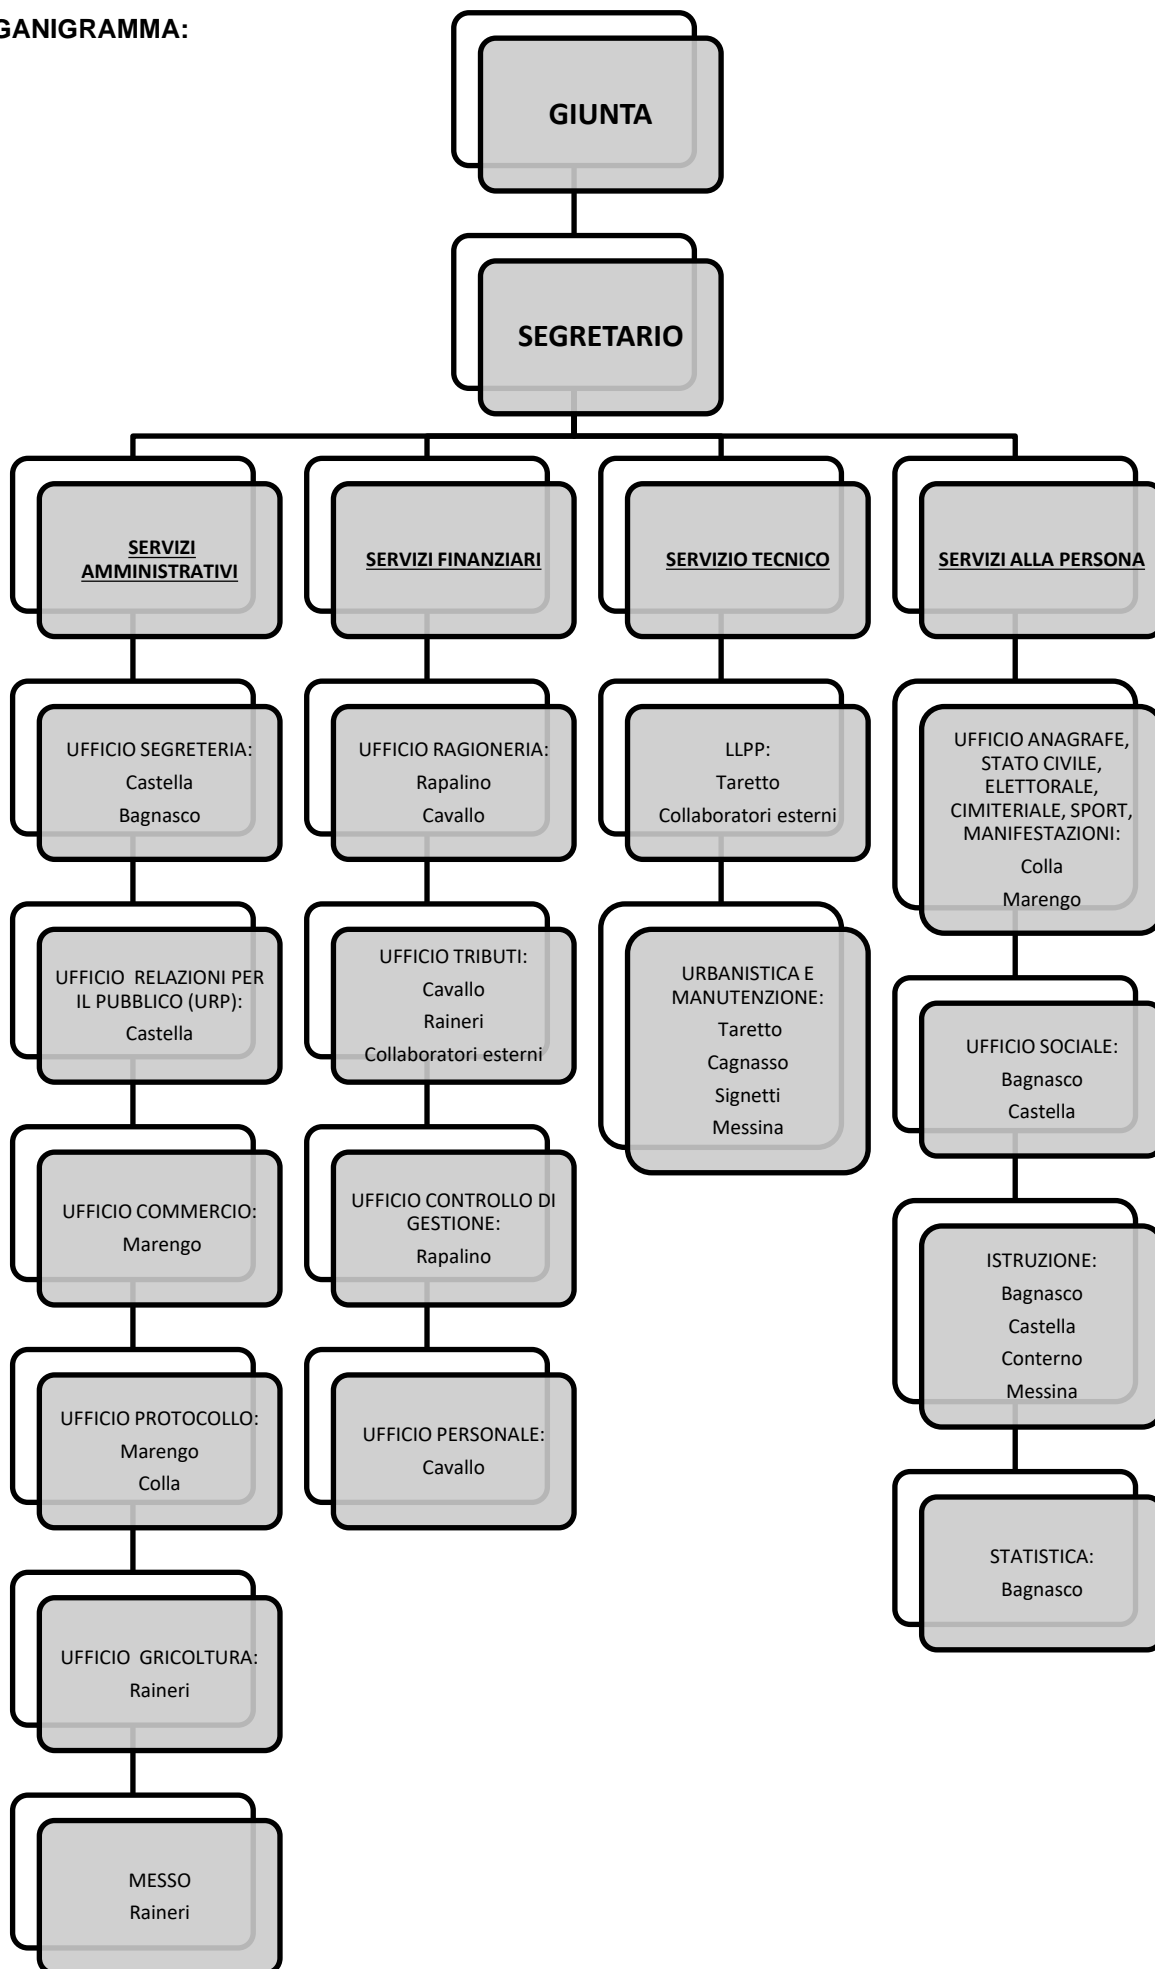 GANIGRAMMA:
GIUNTA
SEGRETARIO
SERVIZI
AMMINISTRATIVI
UFFICIO SEGRETERIA:
Castella
Bagnasco
UFFICIO RELAZIONI PER
IL PUBBLICO (URP):
Castella
UFFICIO COMMERCIO:
Marengo
UFFICIO PROTOCOLLO:
Marengo
Colla
UFFICIO GRICOLTURA:
Raineri
MESSO
Raineri
SERVIZI FINANZIARI
UFFICIO RAGIONERIA:
Rapalino
Cavallo
UFFICIO TRIBUTI:
Cavallo
Raineri
Collaboratori esterni
UFFICIO CONTROLLO DI
GESTIONE:
Rapalino
UFFICIO PERSONALE:
Cavallo
SERVIZIO TECNICO
LLPP:
Taretto
Collaboratori esterni
URBANISTICA E
MANUTENZIONE:
Taretto
Cagnasso
Signetti
Messina
SERVIZI ALLA PERSONA
UFFICIO ANAGRAFE,
STATO CIVILE,
ELETTORALE,
CIMITERIALE, SPORT,
MANIFESTAZIONI:
Colla
Marengo
UFFICIO SOCIALE:
Bagnasco
Castella
ISTRUZIONE:
Bagnasco
Castella
Conterno
Messina
STATISTICA:
Bagnasco